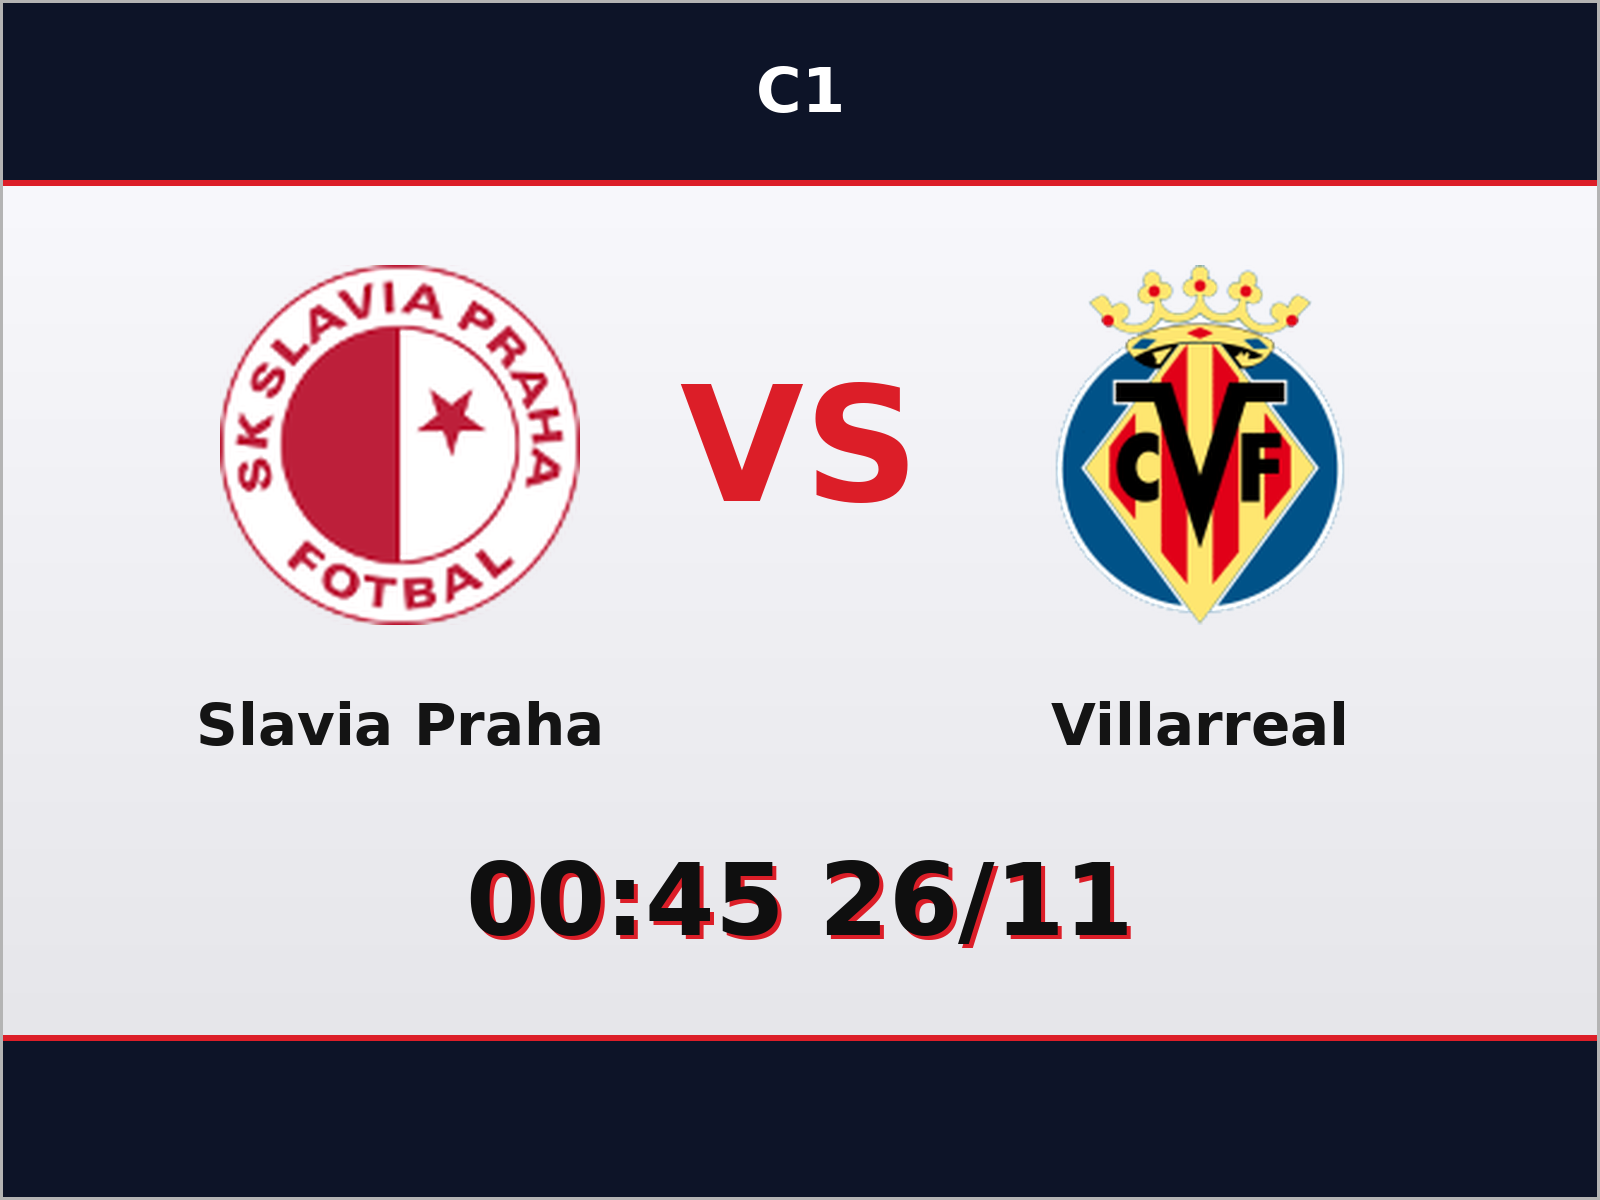 C1
SK SLAVIA PRAHA
FOTBAL
VS
CVF
Slavia Praha
Villarreal
00:45 26/11